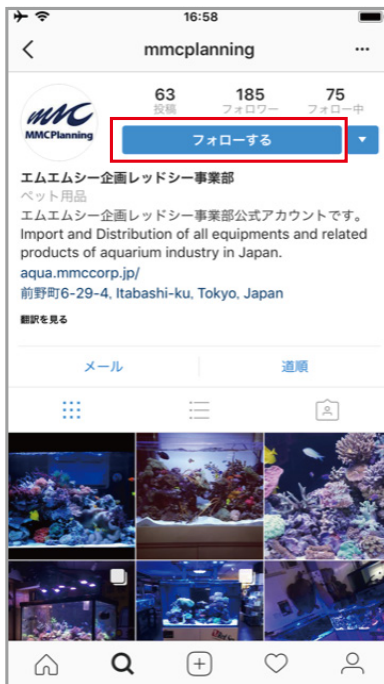 16:58
mmcplanning
63 185 75
投稿 フォロワー フォロー中
mmc
MMCPlanning
フォローする
エムエムシー企画レッドシー事業部
ペット用品
エムエムシー企画レッドシー事業部公式アカウントです。
Import and Distribution of all equipments and related
products of aquarium industry in Japan.
aqua.mmccorp.jp/
前野町6-29-4, Itabashi-ku, Tokyo, Japan
翻訳を見る
メール 道順